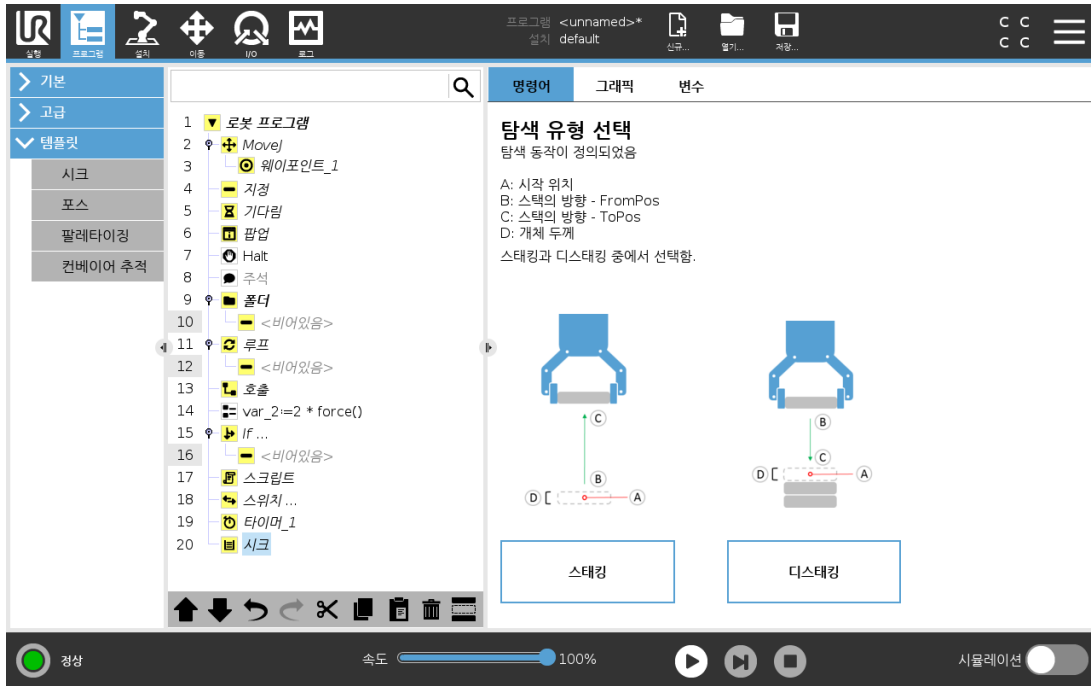 UR
프로그램 <unnamed>*
설치 default
실행
프로그램
설치
이동
I/O
로그
신규...
열기...
저장...
C C
C C
기본
고급
템플릿
시크
포스
팔레타이징
컨베이어 추적
1 로봇 프로그램
2 MoveJ
3 웨이포인트_1
4 지정
5 기다림
6 팝업
7 Halt
8 주석
9 폴더
10 <비어있음>
11 루프
12 <비어있음>
13 호출
14 var_2≔2 * force()
15 If ...
16 <비어있음>
17 스크립트
18 스위치 ...
19 타이머_1
20 시크
명령어 그래픽 변수
탐색 유형 선택
탐색 동작이 정의되었음
A: 시작 위치
B: 스택의 방향 - FromPos
C: 스택의 방향 - ToPos
D: 개체 두께
스태킹과 디스태킹 중에서 선택함.
C
B
D A
B
C
D A
스태킹
디스태킹
정상
속도 100%
시뮬레이션